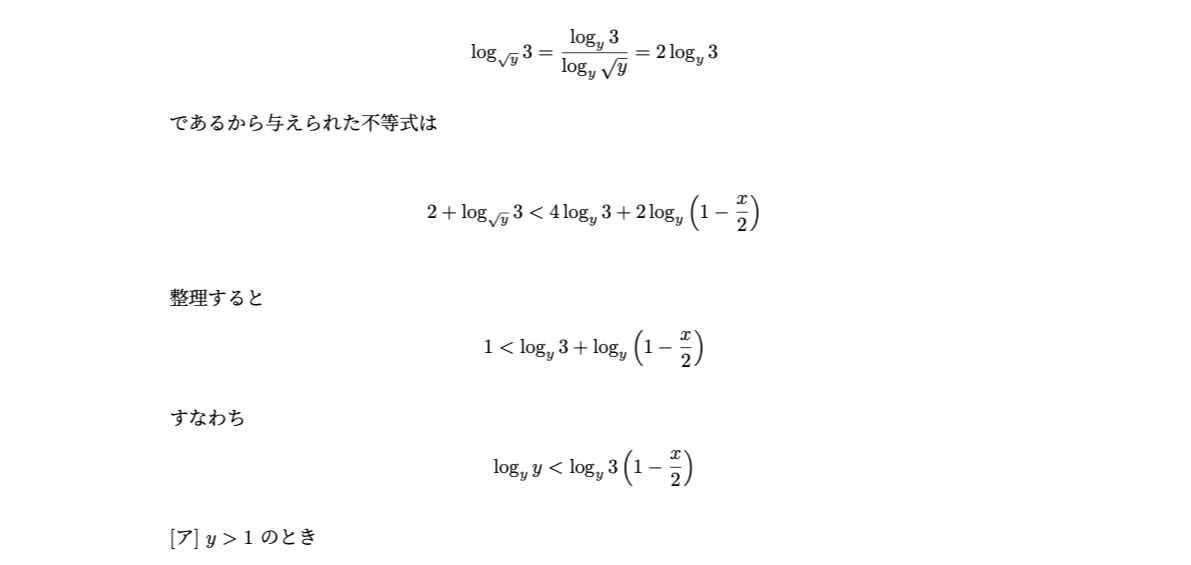 $$\log_{\sqrt{y}} 3 = \frac{\log_y 3}{\log_y \sqrt{y}} = 2\log_y 3$$
であるから与えられた不等式は
$$2 + \log_{\sqrt{y}} 3 < 4\log_y 3 + 2\log_y \left(1 - \frac{x}{2}\right)$$
整理すると
$$1 < \log_y 3 + \log_y \left(1 - \frac{x}{2}\right)$$
すなわち
$$\log_y y < \log_y 3\left(1 - \frac{x}{2}\right)$$
[ア] $y > 1$ のとき